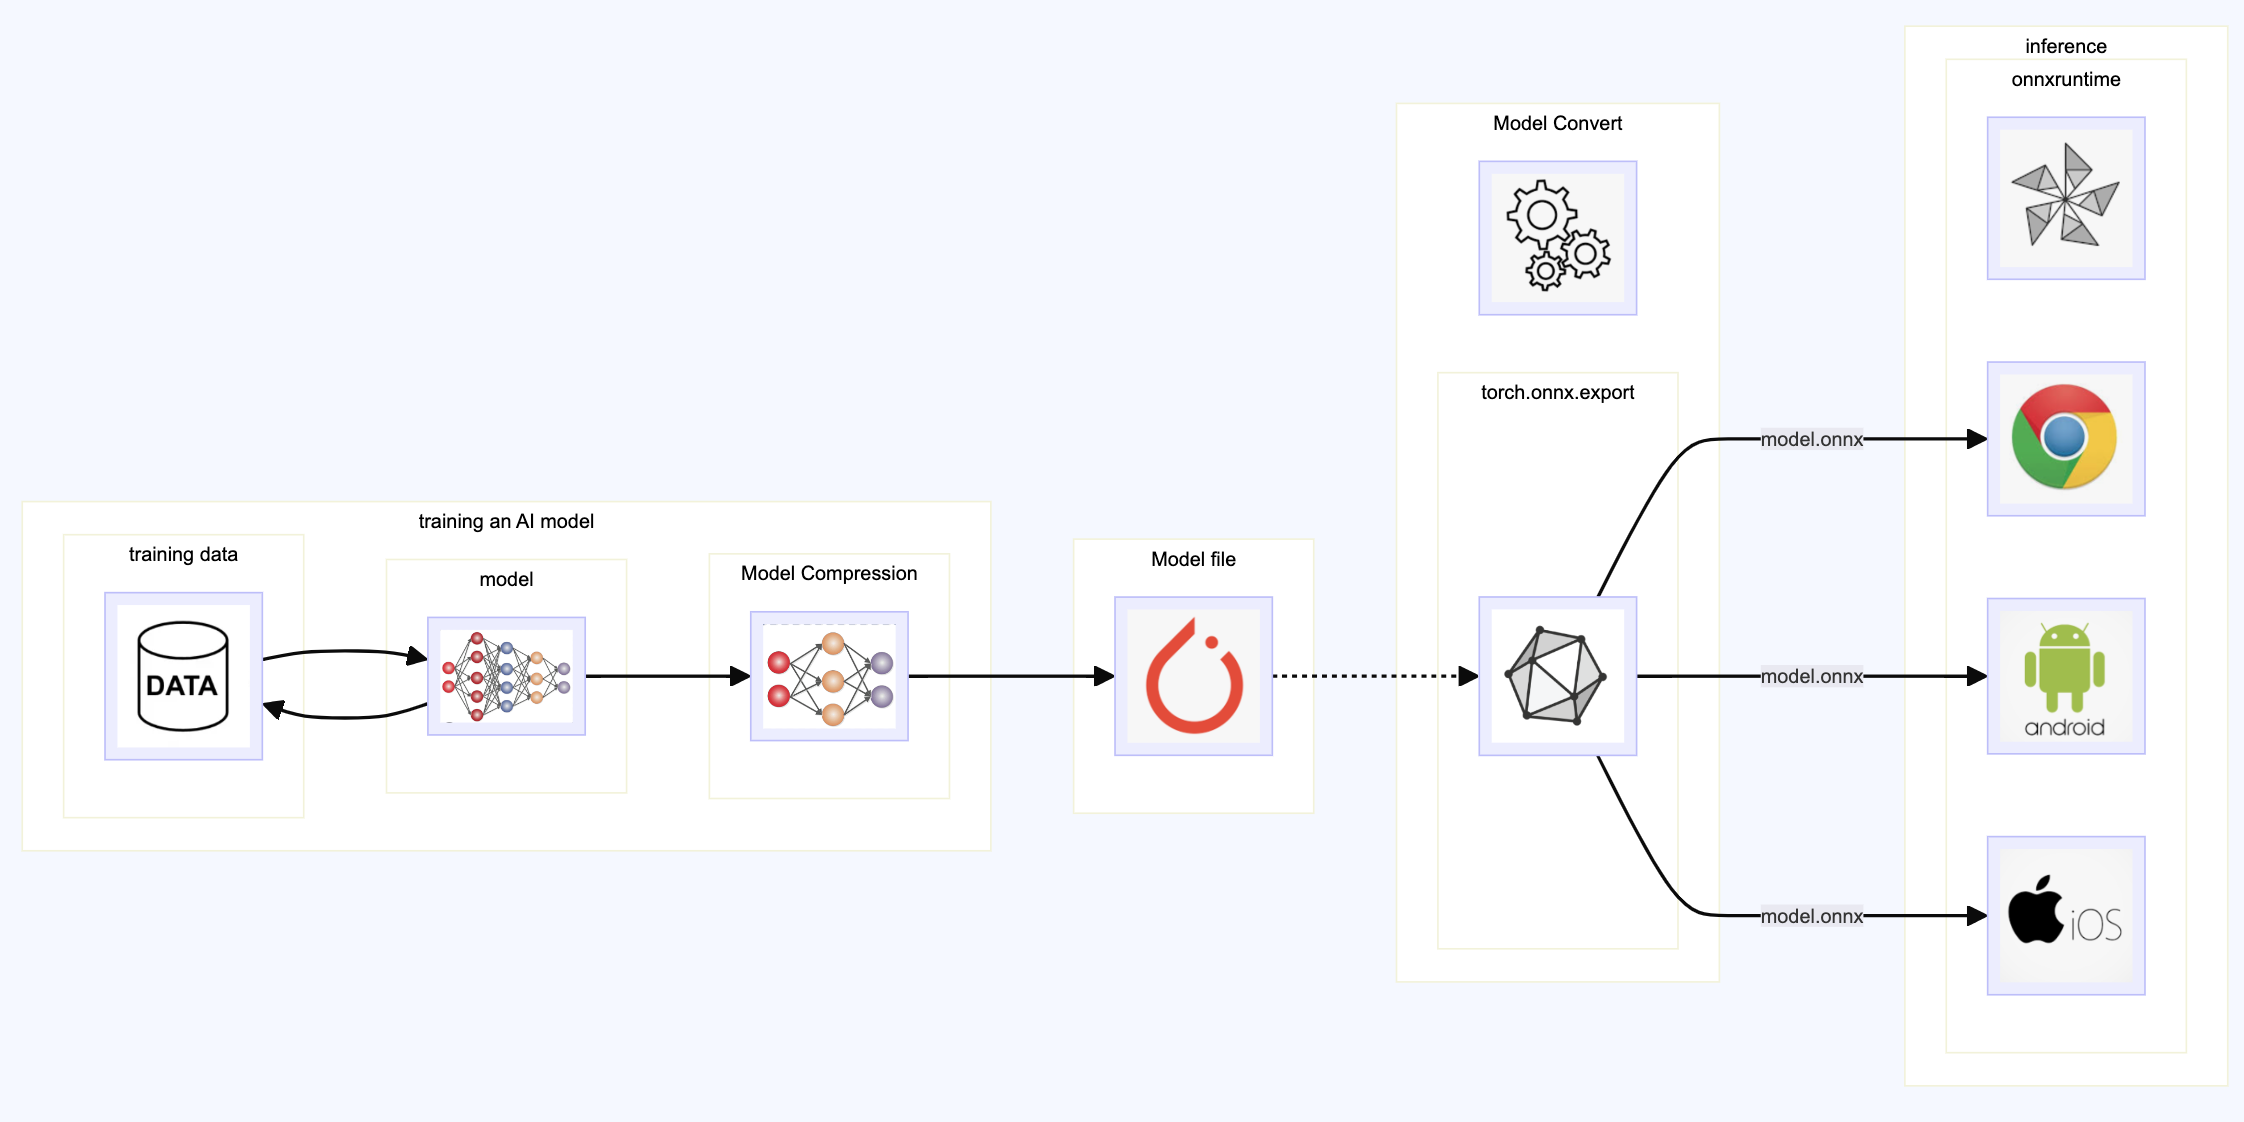 training an AI model
training data
DATA
model
Model Compression
Model file
Model Convert
torch.onnx.export
model.onnx
model.onnx
model.onnx
inference
onnxruntime
android
iOS